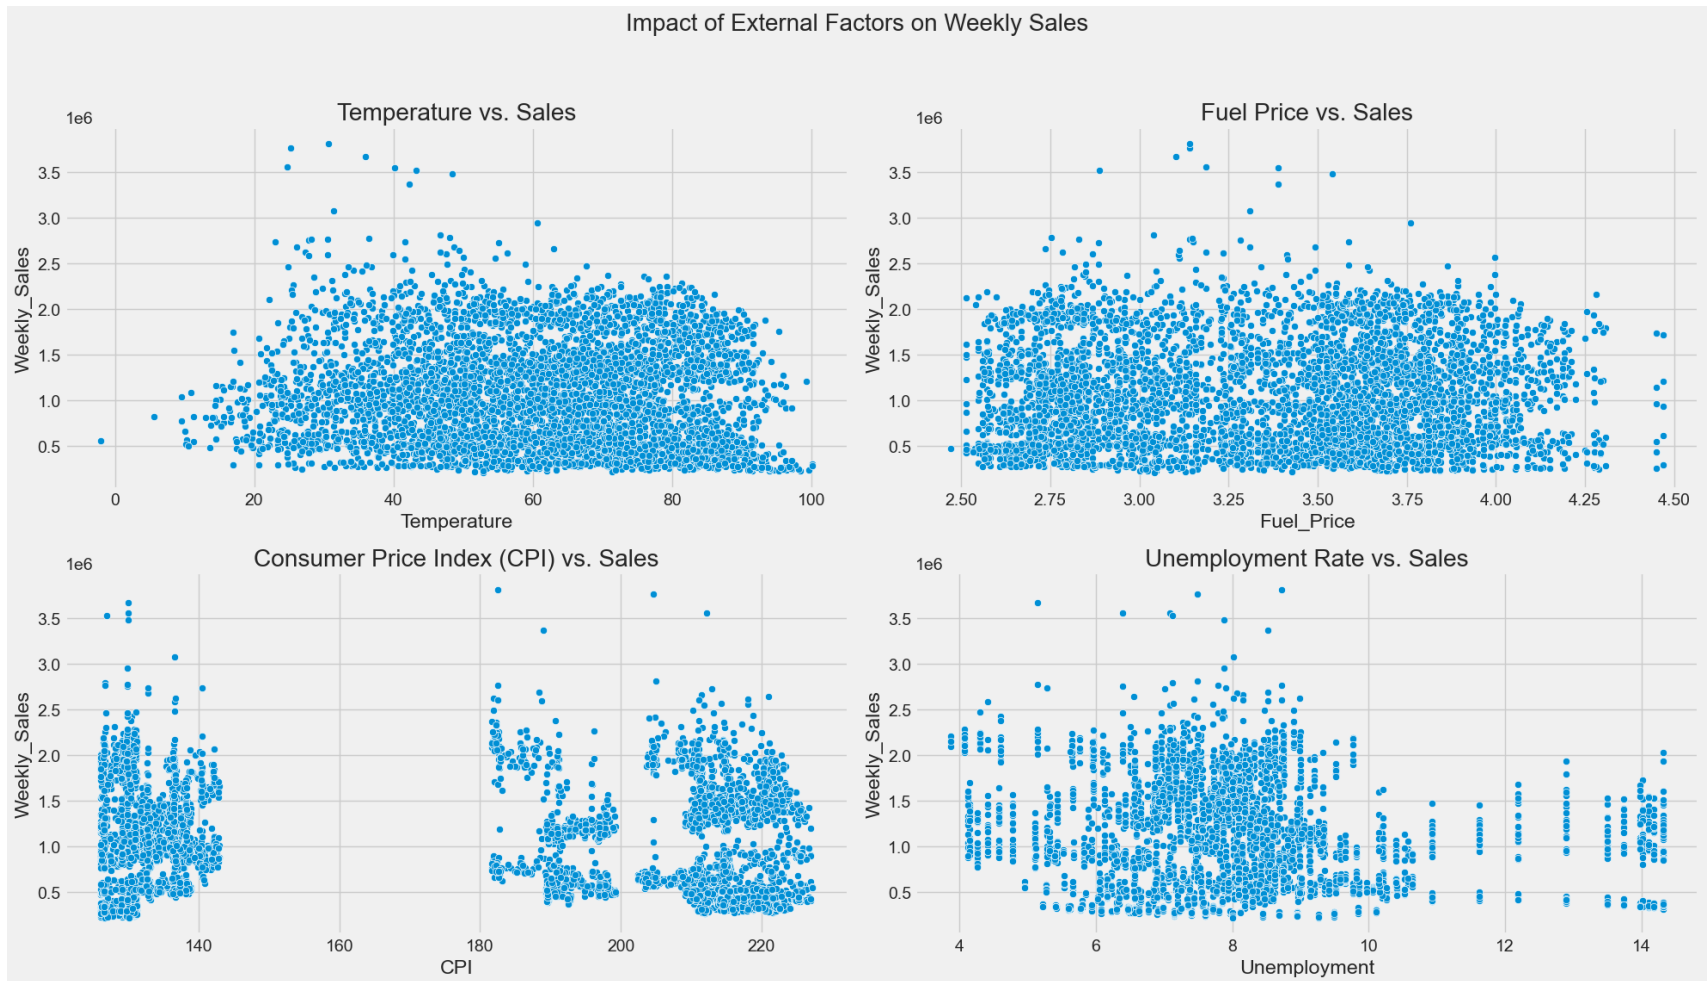 Impact of External Factors on Weekly Sales
Temperature vs. Sales
1e6
Weekly_Sales
3.5
3.0
2.5
2.0
1.5
1.0
0.5
0 20 40 60 80 100
Temperature
Fuel Price vs. Sales
1e6
Weekly_Sales
3.5
3.0
2.5
2.0
1.5
1.0
0.5
2.50 2.75 3.00 3.25 3.50 3.75 4.00 4.25 4.50
Fuel_Price
Consumer Price Index (CPI) vs. Sales
1e6
Weekly_Sales
3.5
3.0
2.5
2.0
1.5
1.0
0.5
140 160 180 200 220
CPI
Unemployment Rate vs. Sales
1e6
Weekly_Sales
3.5
3.0
2.5
2.0
1.5
1.0
0.5
4 6 8 10 12 14
Unemployment